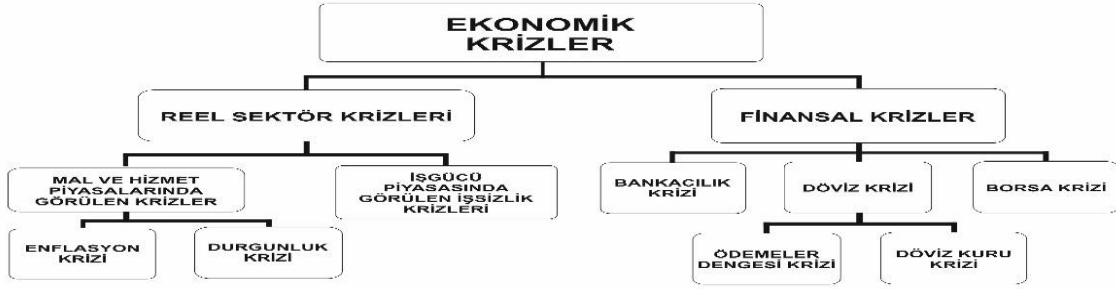 EKONOMİK
KRİZLER
REEL SEKTÖR KRİZLERİ
FİNANSAL KRİZLER
MAL VE HİZMET
PİYASALARINDA
GÖRÜLEN KRİZLER
İŞGÜCÜ
PİYASASINDA
GÖRÜLEN İŞSİZLİK
KRİZLERİ
BANKACILIK
KRİZİ
DÖVİZ KRİZİ
BORSA KRİZİ
ENFLASYON
KRİZİ
DURGUNLUK
KRİZİ
ÖDEMELER
DENGESİ KRİZİ
DÖVİZ KURU
KRİZİ